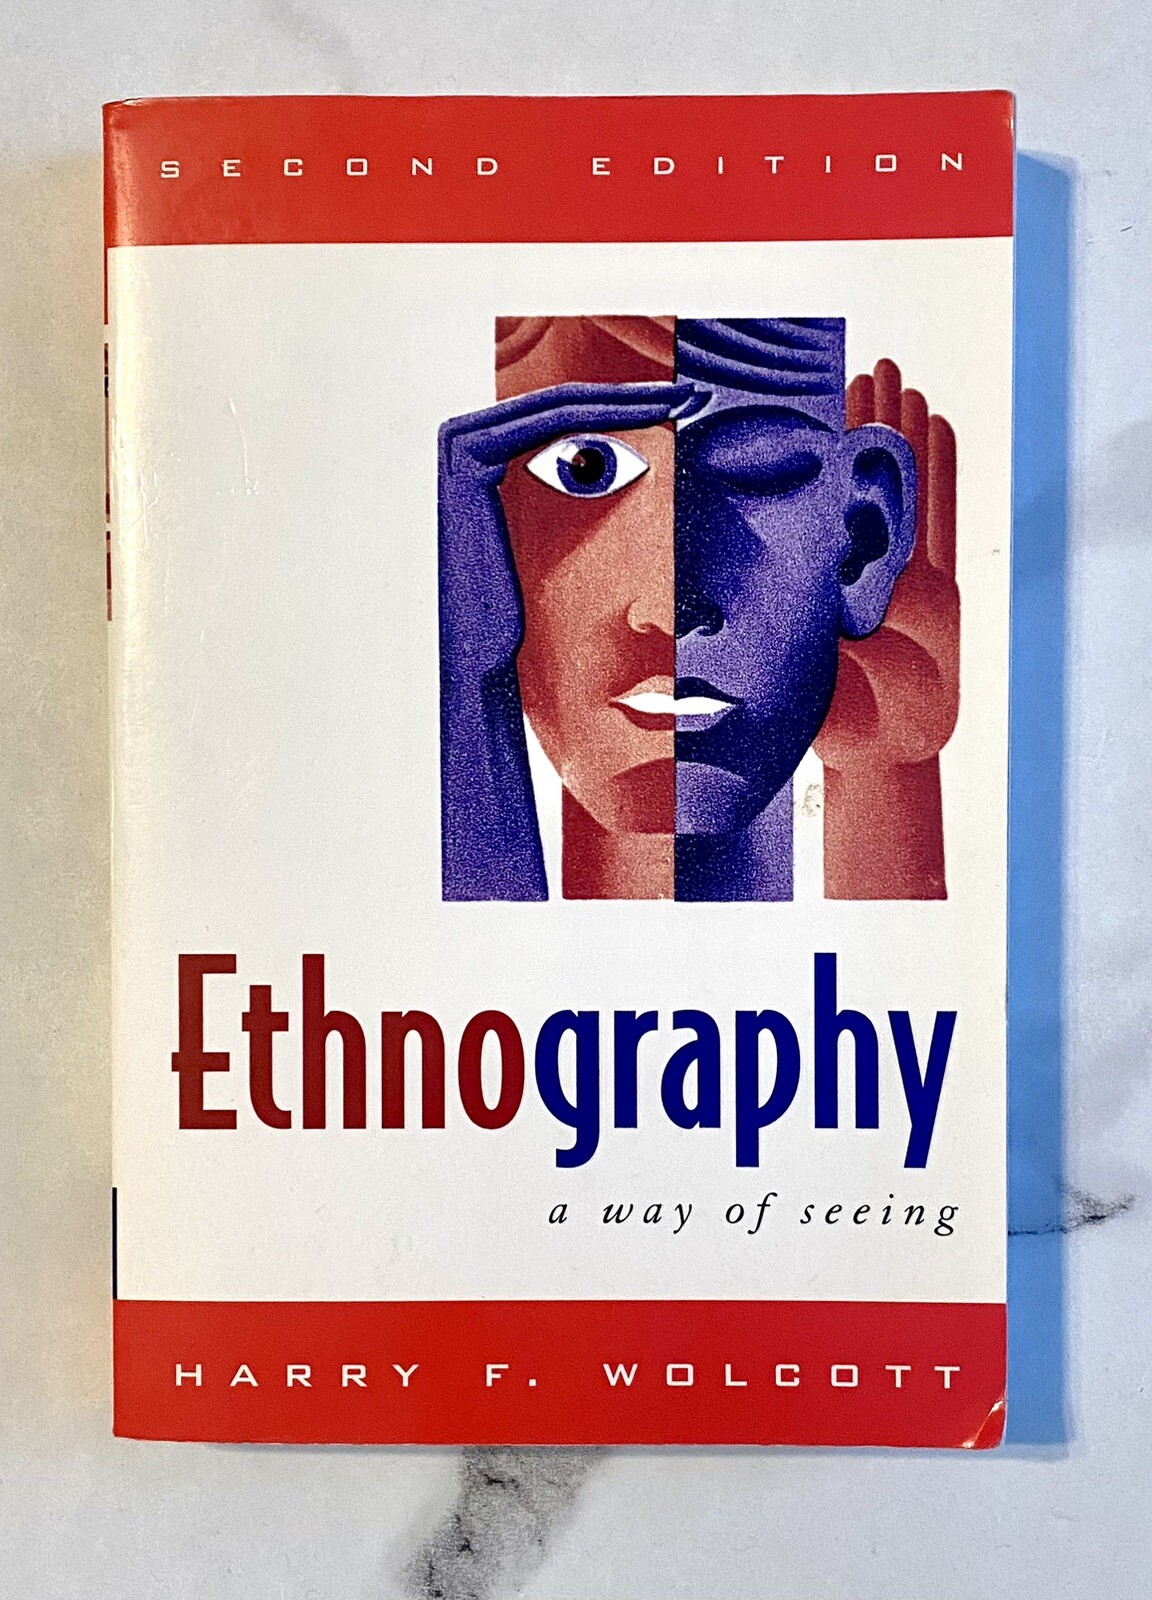 SECOND EDITION
Ethnography
a way of seeing
HARRY F. WOLCOTT